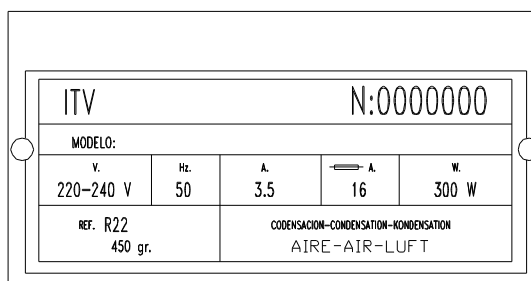 ITV N:0000000
MODELO:
V. Hz. A. A. W.
220-240 V 50 3.5 16 300 W
REF. R22 CODENSACION-CONDENSATION-KONDENSATION
450 gr. AIRE-AIR-LUFT